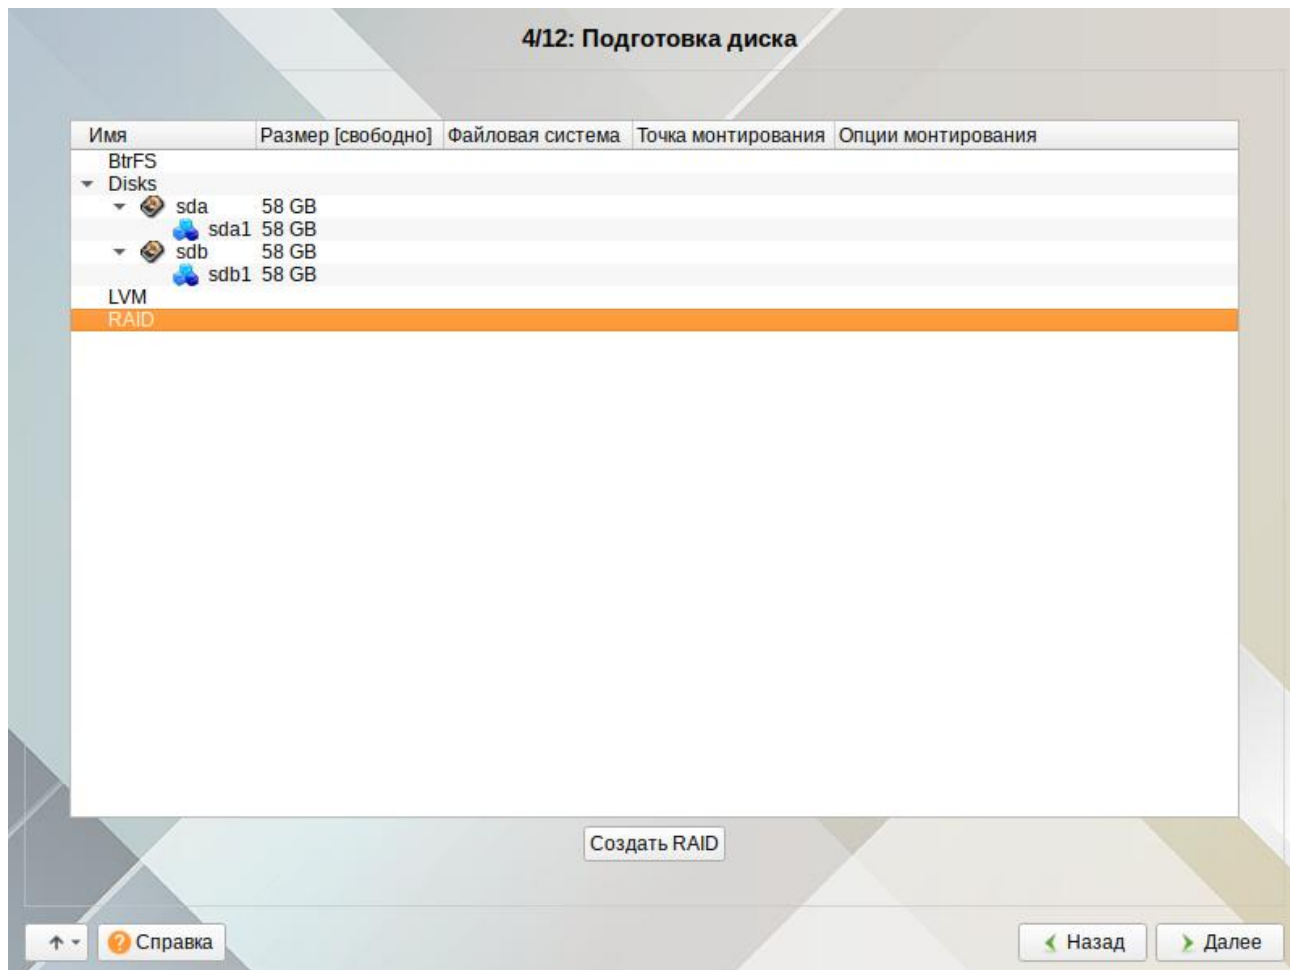 4/12: Подготовка диска
Имя Размер [свободно] Файловая система Точка монтирования Опции монтирования
BtrFS
Disks
sda 58 GB
sda1 58 GB
sdb 58 GB
sdb1 58 GB
LVM
RAID
Создать RAID
Справка Назад Далее